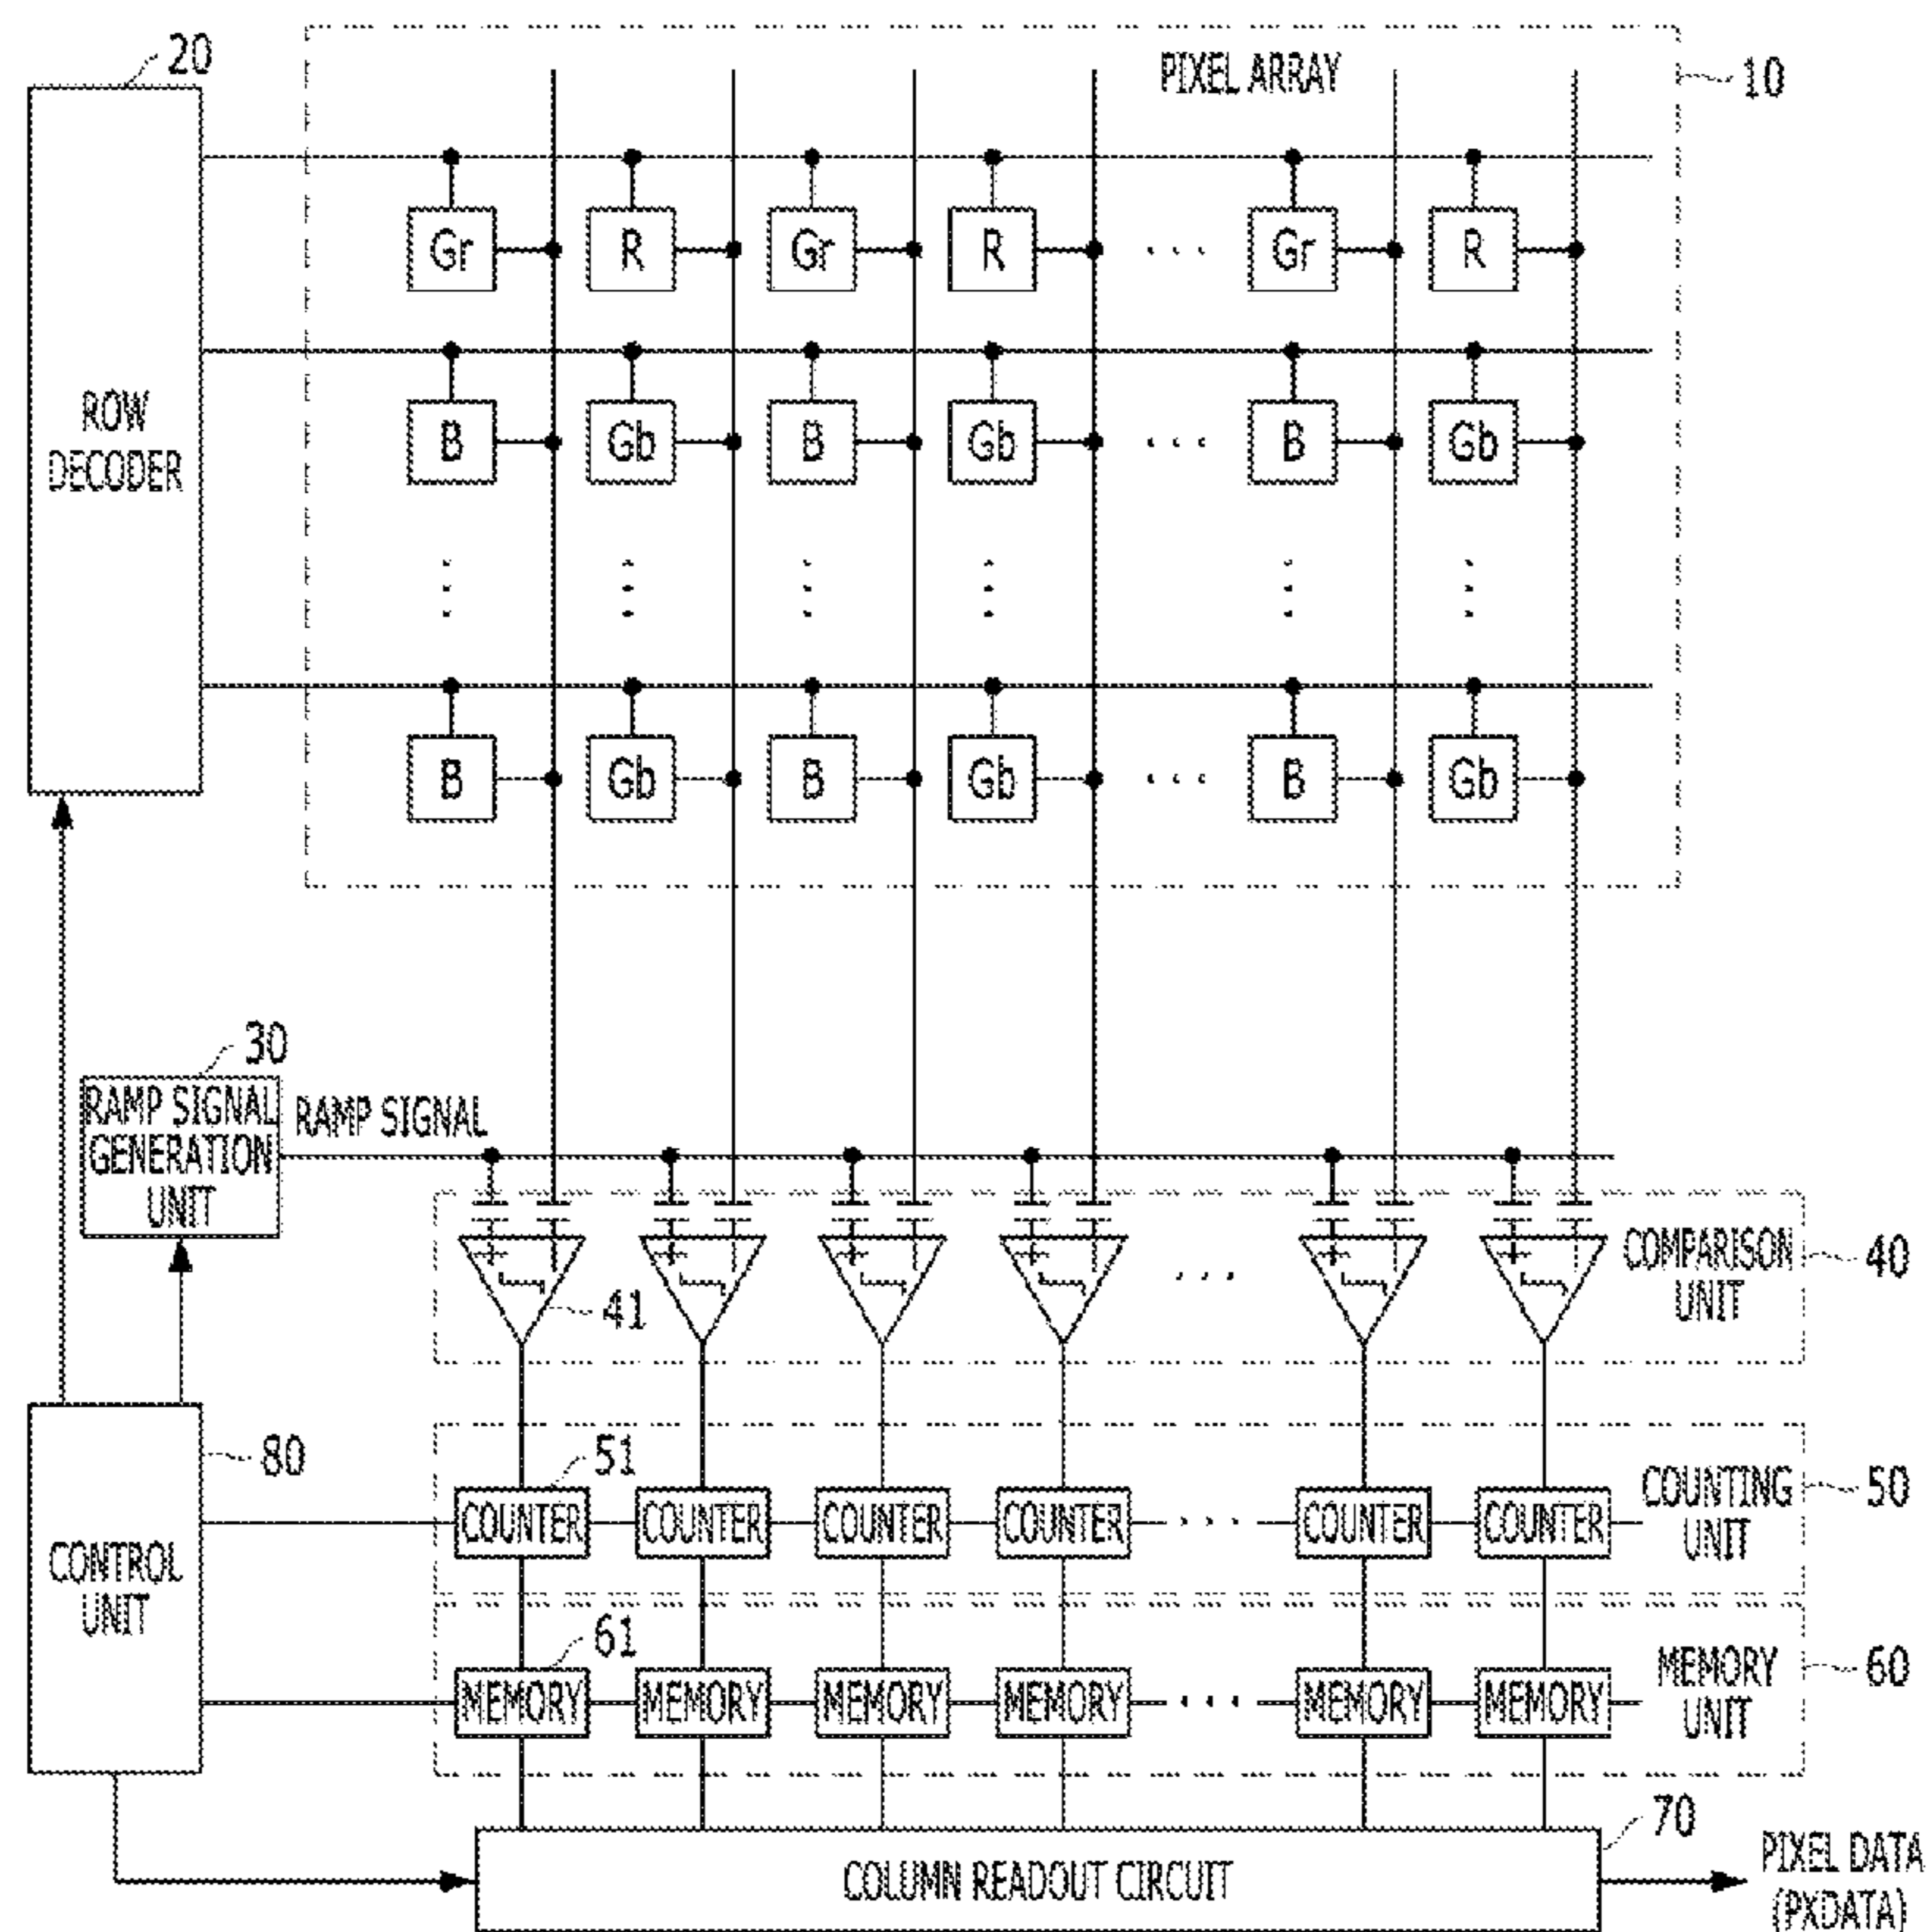 20
PIXEL ARRAY
10
Gr R Gr R ... Gr R
ROW
DECODER
B Gb B Gb ... B Gb
B Gb B Gb ... B Gb
30
RAMP SIGNAL
GENERATION
UNIT
RAMP SIGNAL
+ - + - + - + - ... + - + -
41
COMPARISON
UNIT
40
80
CONTROL
UNIT
51
COUNTER COUNTER COUNTER COUNTER ... COUNTER COUNTER
COUNTING
UNIT
50
61
MEMORY MEMORY MEMORY MEMORY ... MEMORY MEMORY
MEMORY
UNIT
60
70
COLUMN READOUT CIRCUIT
PIXEL DATA
(PXDATA)